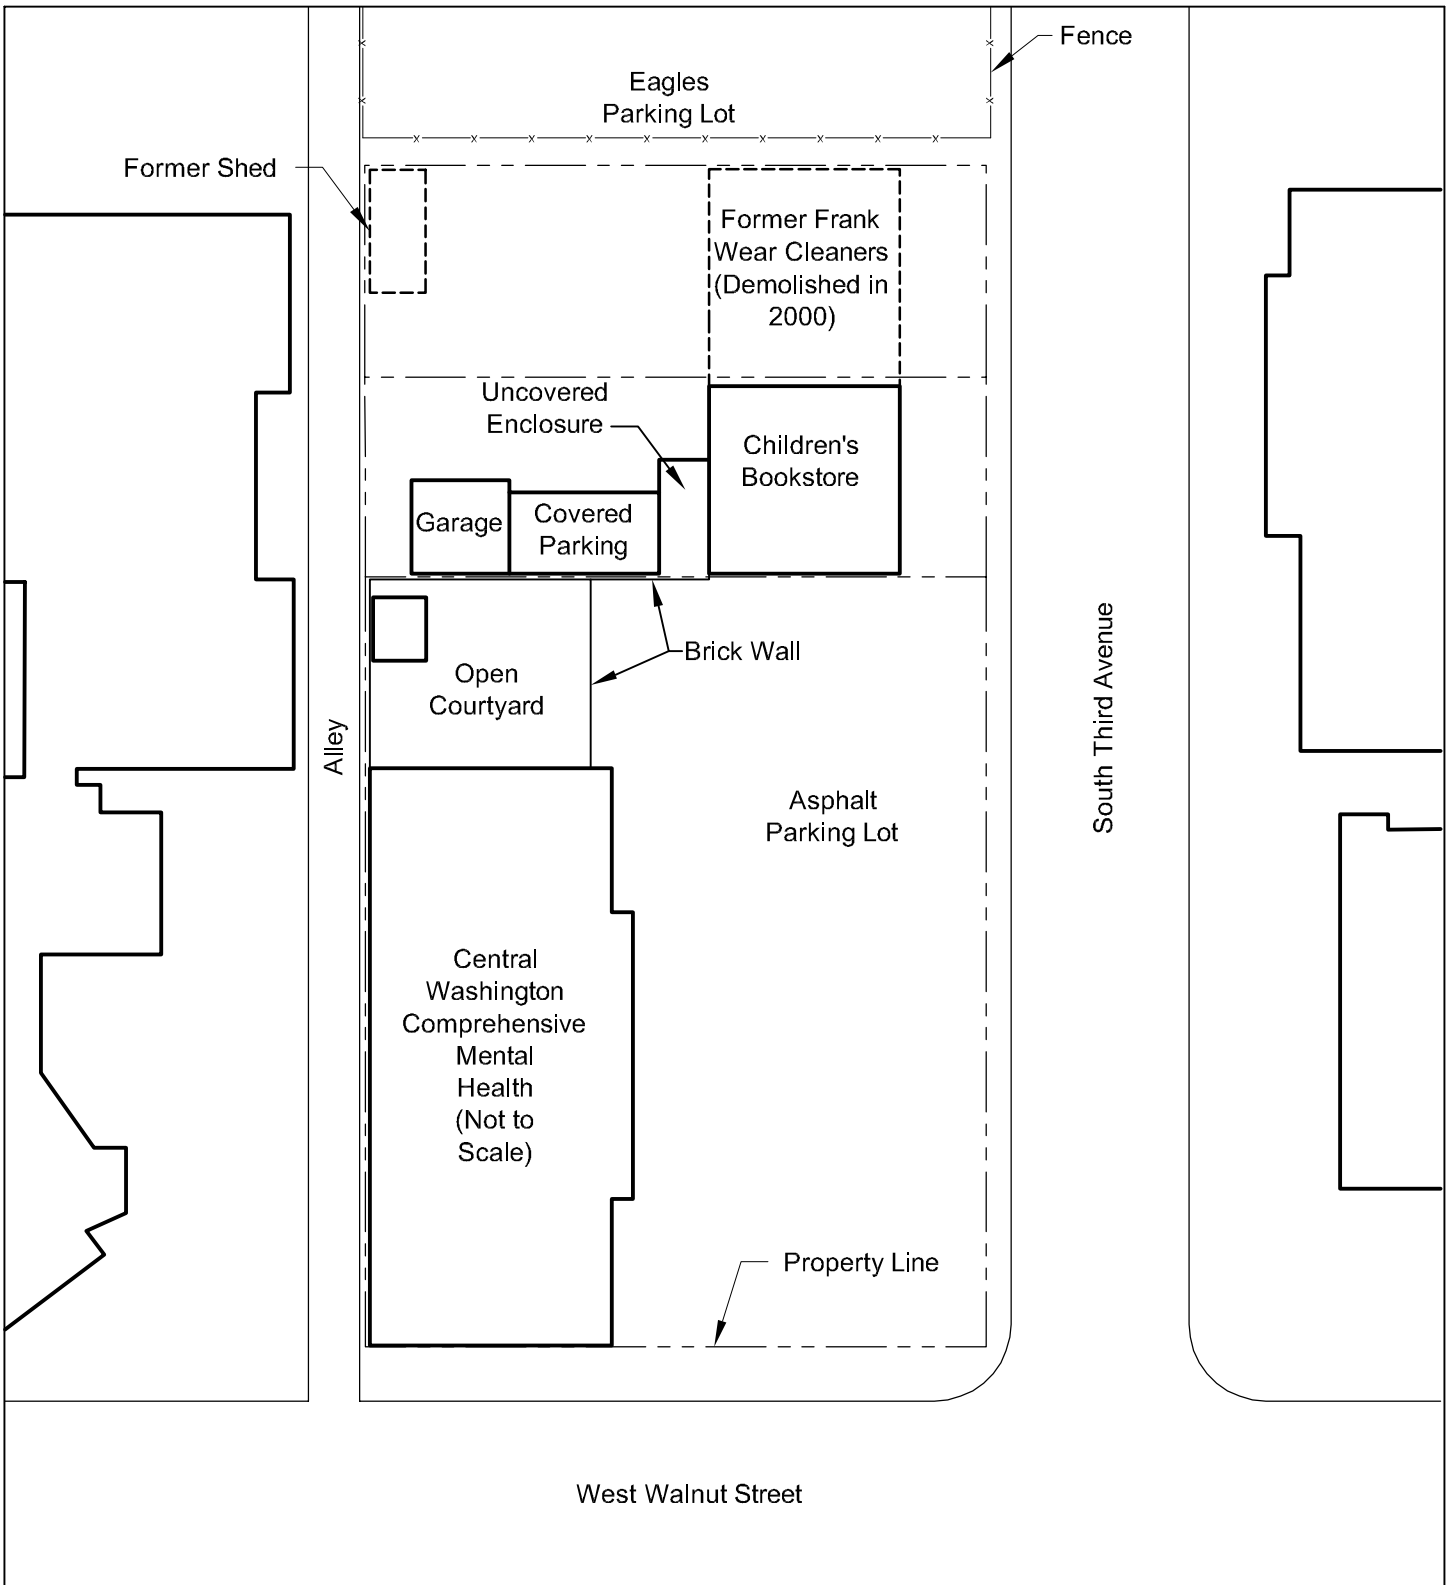 Fence
Eagles
Parking Lot
Former Shed
Former Frank
Wear Cleaners
(Demolished in
2000)
Uncovered
Enclosure
Children's
Bookstore
Garage
Covered
Parking
Brick Wall
Open
Courtyard
Alley
South Third Avenue
Asphalt
Parking Lot
Central
Washington
Comprehensive
Mental
Health
(Not to
Scale)
Property Line
West Walnut Street